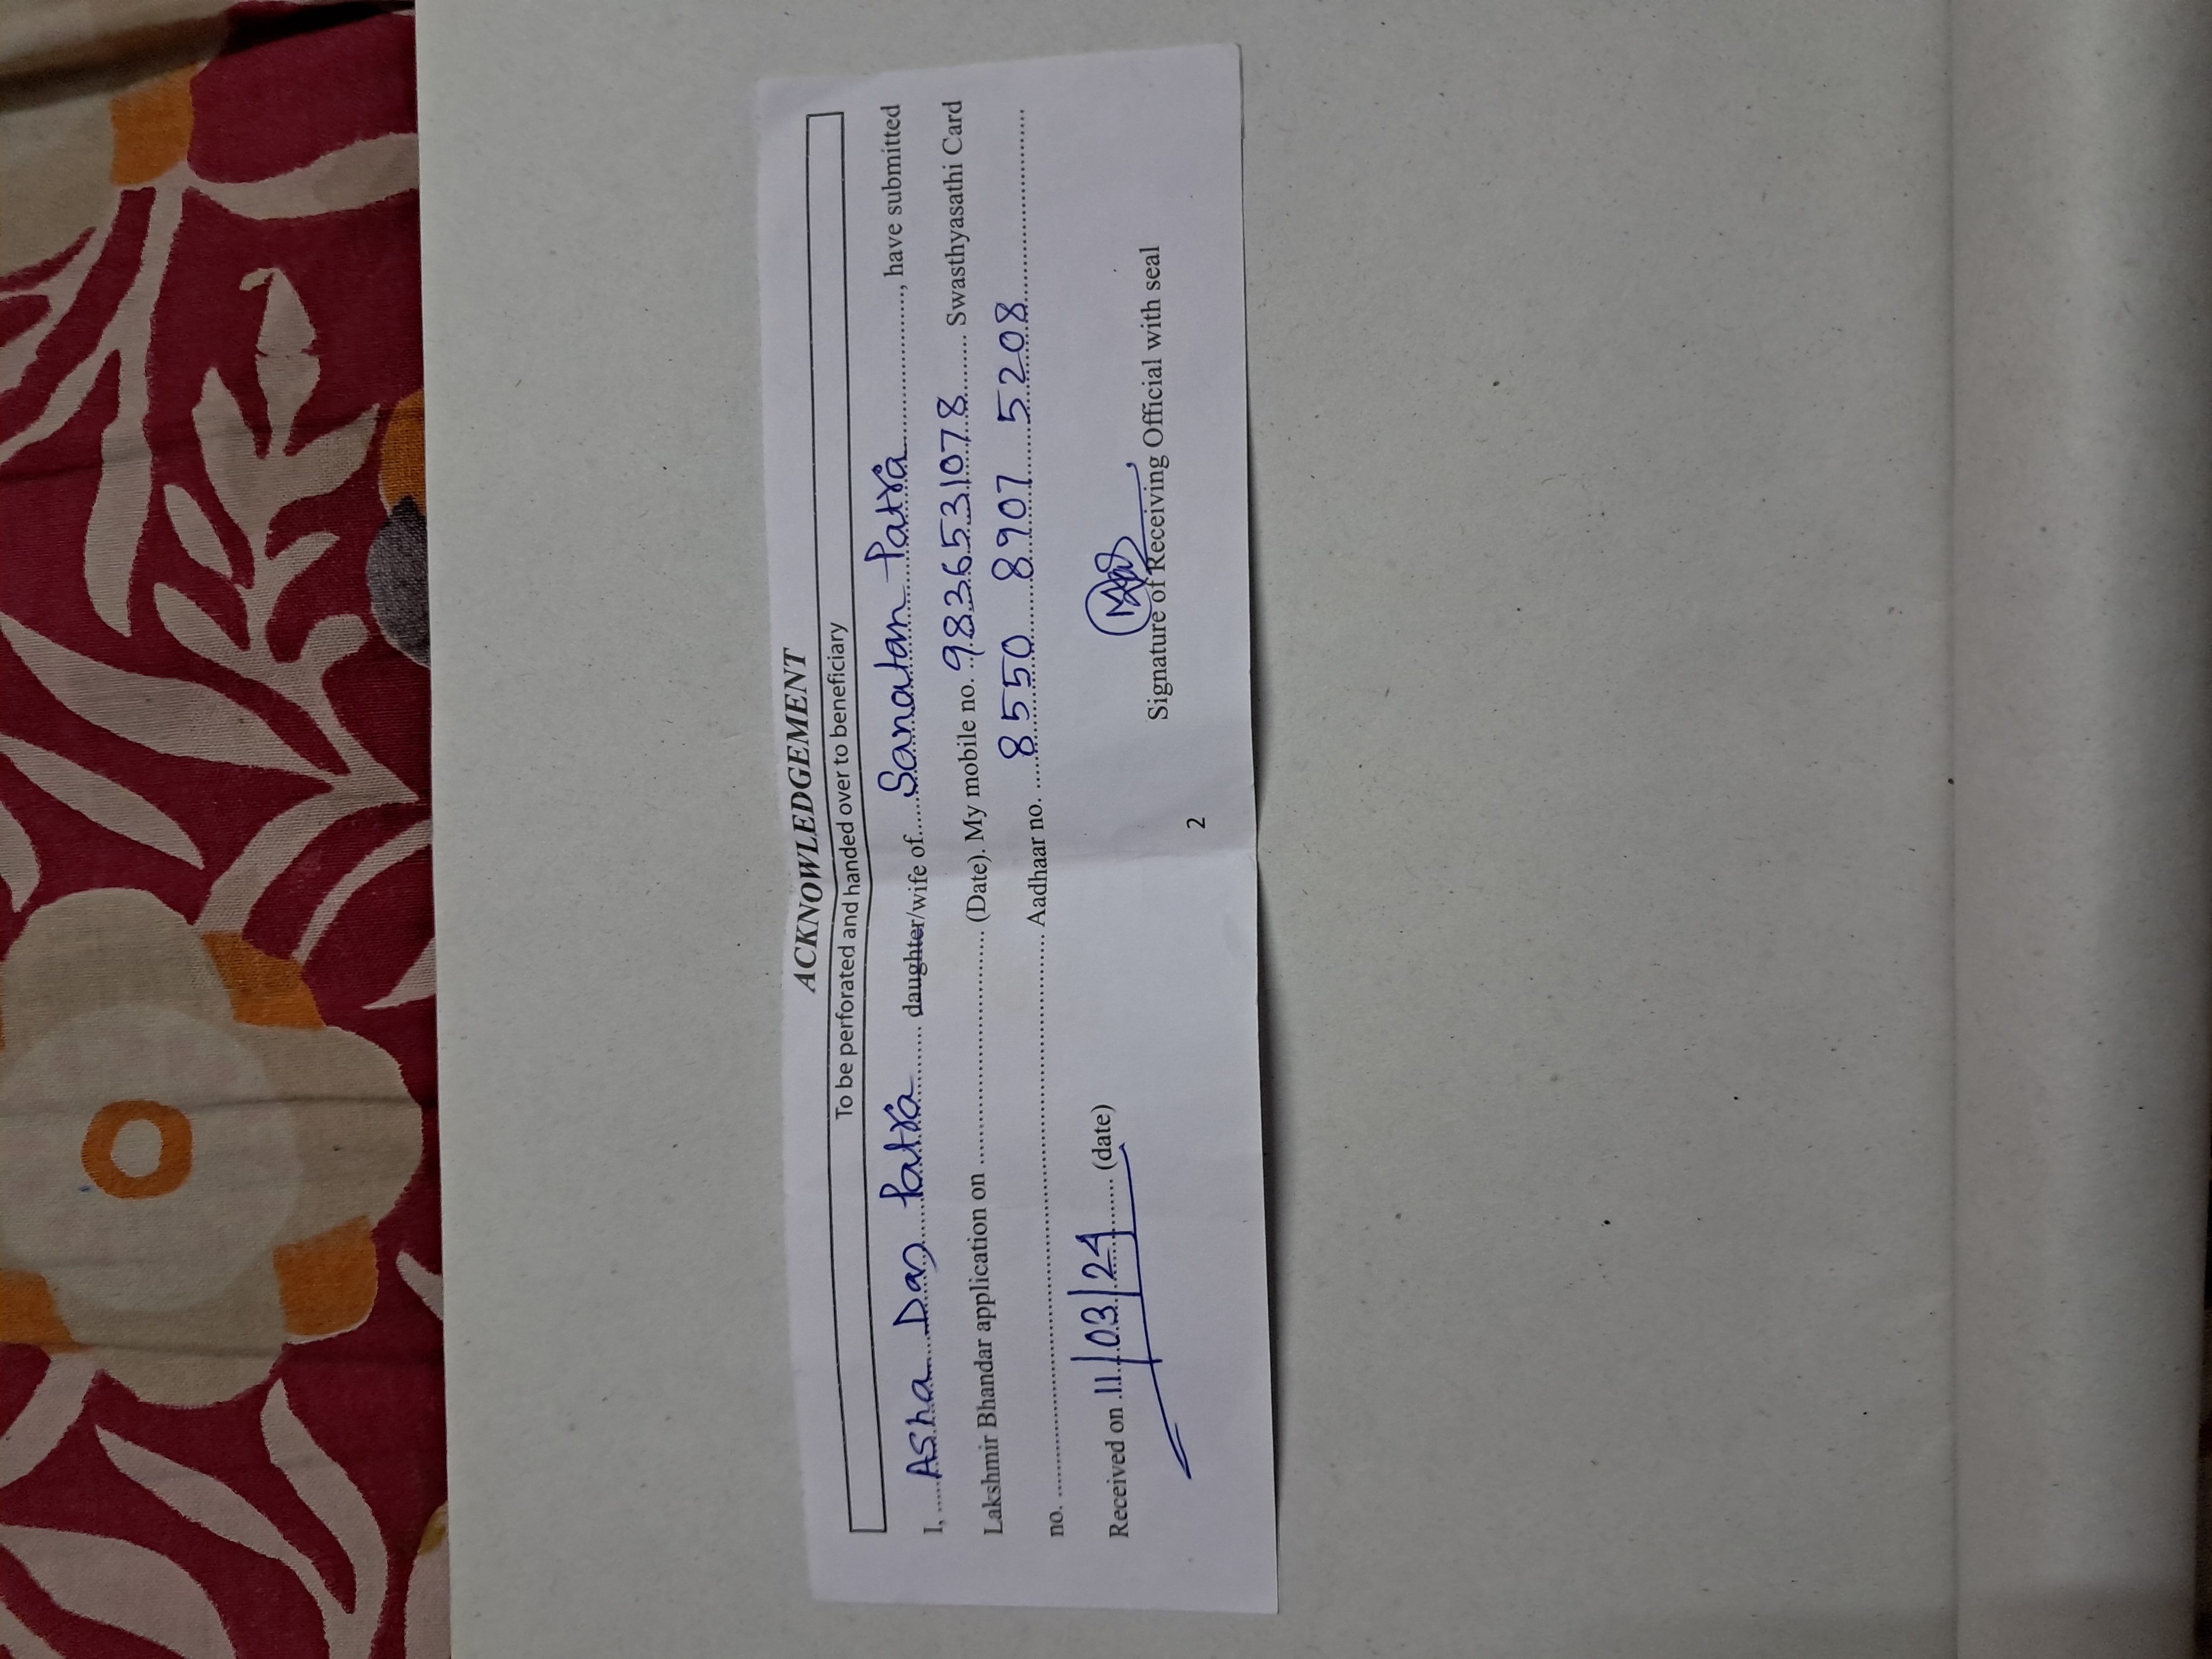 ACKNOWLEDGEMENT
To be perforated and handed over to beneficiary
I, ..... Asha Das Patra ......... daughter/wife of ..... Sanatan Patra .................., have submitted
Lakshmir Bhandar application on .................................. (Date). My mobile no. 9836531078 ......... Swasthyasathi Card
no. .................................................................................... Aadhaar no. ..... 8550 8907 5208 ...........................
Received on 11/03/24 ......... (date)
Signature of Receiving Official with seal
2